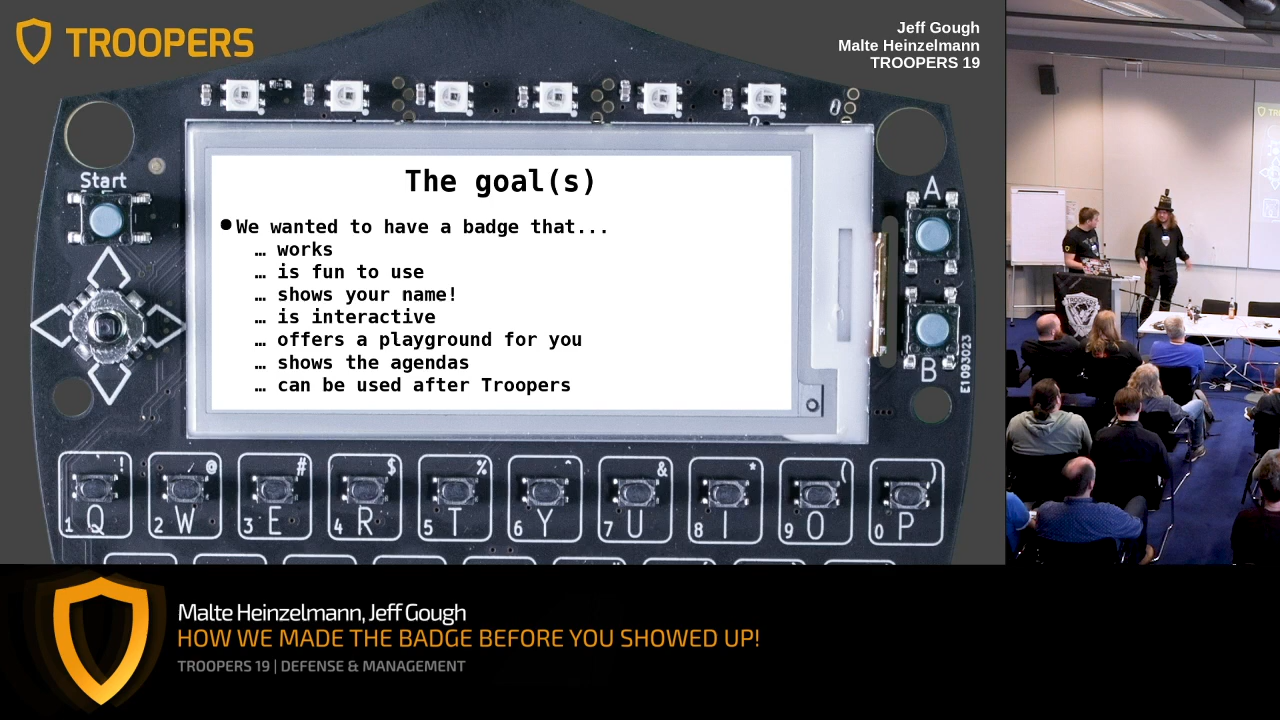 TROOPERS
Jeff Gough
Malte Heinzelmann
TROOPERS 19
Start
A
B
E1093023
The goal(s)
We wanted to have a badge that...
… works
… is fun to use
… shows your name!
… is interactive
… offers a playground for you
… shows the agendas
… can be used after Troopers
! @ # $ % ^ & * ( )
Q W E R T Y U I O P
1 2 3 4 5 6 7 8 9 0
TROOPERS
Malte Heinzelmann, Jeff Gough
HOW WE MADE THE BADGE BEFORE YOU SHOWED UP!
TROOPERS 19 | DEFENSE & MANAGEMENT